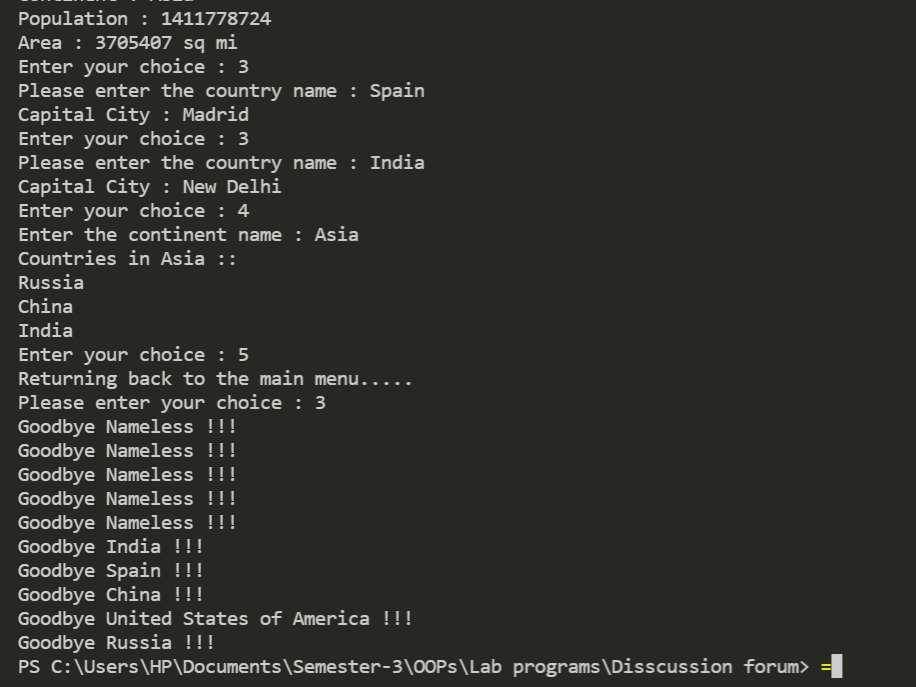 Population : 1411778724
Area : 3705407 sq mi
Enter your choice : 3
Please enter the country name : Spain
Capital City : Madrid
Enter your choice : 3
Please enter the country name : India
Capital City : New Delhi
Enter your choice : 4
Enter the continent name : Asia
Countries in Asia ::
Russia
China
India
Enter your choice : 5
Returning back to the main menu.....
Please enter your choice : 3
Goodbye Nameless !!!
Goodbye Nameless !!!
Goodbye Nameless !!!
Goodbye Nameless !!!
Goodbye Nameless !!!
Goodbye India !!!
Goodbye Spain !!!
Goodbye China !!!
Goodbye United States of America !!!
Goodbye Russia !!!
PS C:\Users\HP\Documents\Semester-3\OOPs\Lab programs\Disscussion forum> =